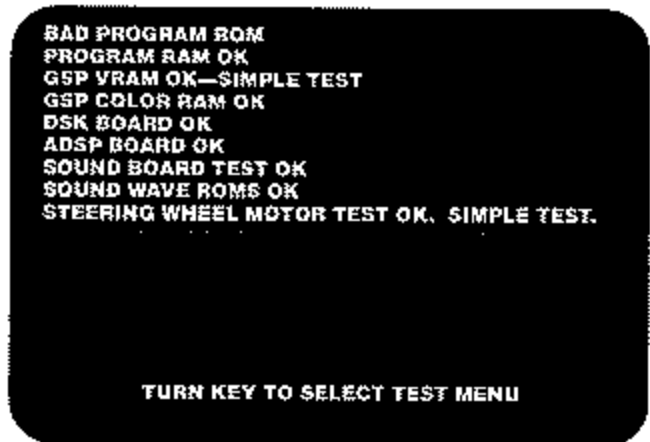 BAD PROGRAM ROM
PROGRAM RAM OK
GSP VRAM OK—SIMPLE TEST
GSP COLOR RAM OK
DSK BOARD OK
ADSP BOARD OK
SOUND BOARD TEST OK
SOUND WAVE ROMS OK
STEERING WHEEL MOTOR TEST OK. SIMPLE TEST.
TURN KEY TO SELECT TEST MENU